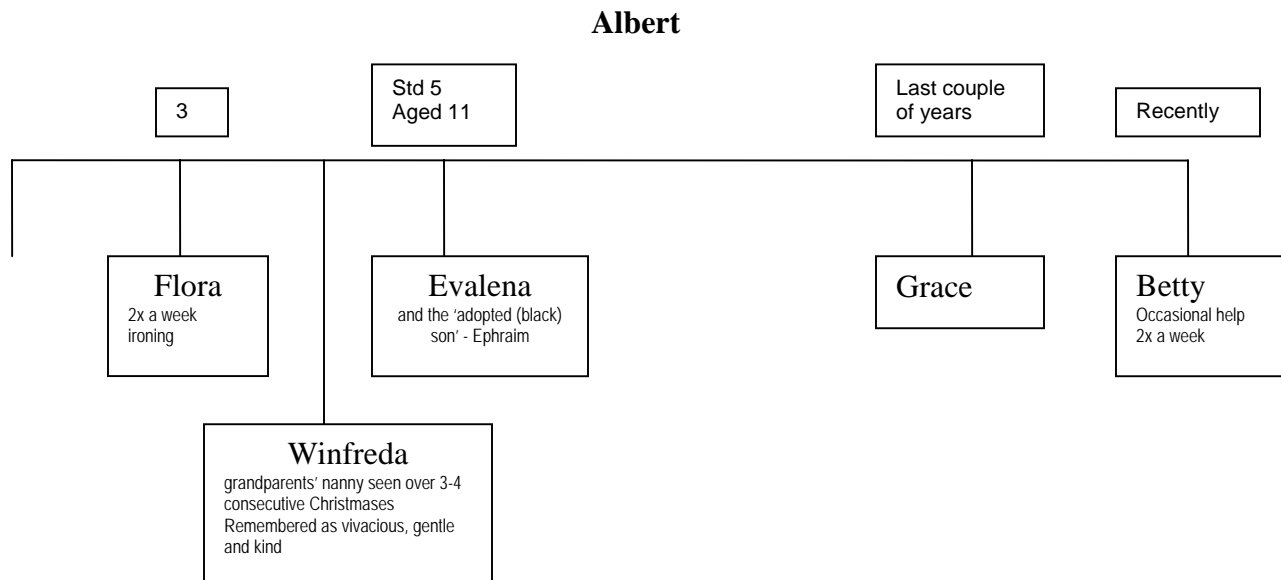 Albert
3
Std 5
Aged 11
Last couple
of years
Recently
Flora
2x a week
ironing
Evalena
and the ‘adopted (black)
son’ - Ephraim
Grace
Betty
Occasional help
2x a week
Winfreda
grandparents’ nanny seen over 3-4
consecutive Christmases
Remembered as vivacious, gentle
and kind